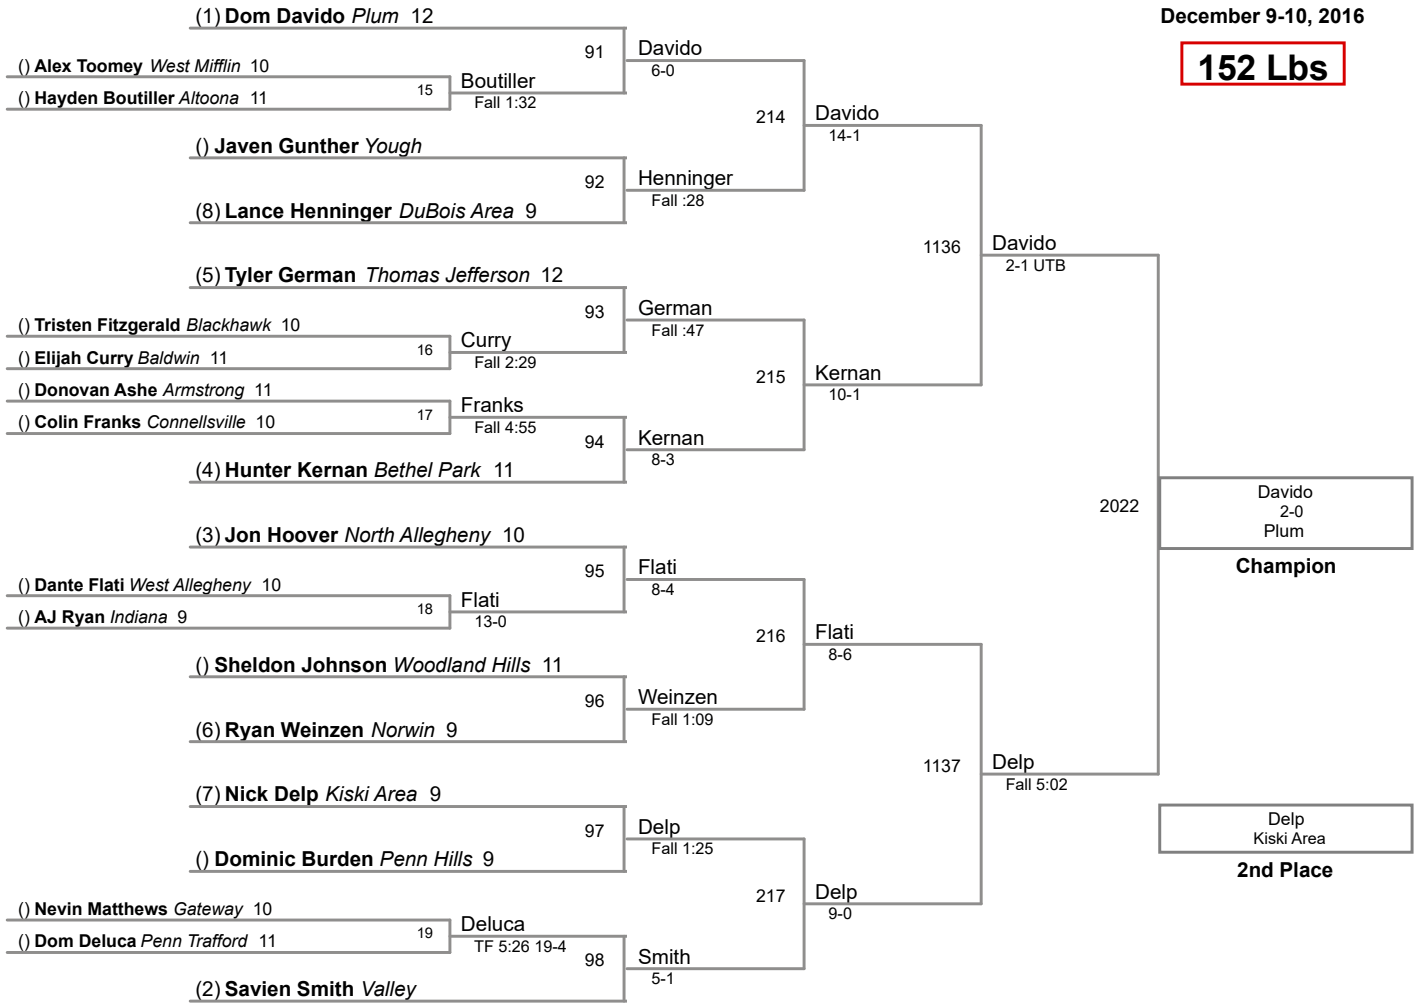 (1) Dom Davido Plum 12
December 9-10, 2016
152 Lbs
91
Davido
6-0
() Alex Toomey West Mifflin 10
15
Boutiller
Fall 1:32
() Hayden Boutiller Altoona 11
214
Davido
14-1
() Javen Gunther Yough
92
Henninger
Fall :28
(8) Lance Henninger DuBois Area 9
1136
Davido
2-1 UTB
(5) Tyler German Thomas Jefferson 12
93
German
Fall :47
() Tristen Fitzgerald Blackhawk 10
16
Curry
Fall 2:29
() Elijah Curry Baldwin 11
215
Kernan
10-1
() Donovan Ashe Armstrong 11
17
Franks
Fall 4:55
() Colin Franks Connellsville 10
94
Kernan
8-3
(4) Hunter Kernan Bethel Park 11
2022
Davido
2-0
Plum
Champion
(3) Jon Hoover North Allegheny 10
95
Flati
8-4
() Dante Flati West Allegheny 10
18
Flati
13-0
() AJ Ryan Indiana 9
216
Flati
8-6
() Sheldon Johnson Woodland Hills 11
96
Weinzen
Fall 1:09
(6) Ryan Weinzen Norwin 9
1137
Delp
Fall 5:02
(7) Nick Delp Kiski Area 9
97
Delp
Fall 1:25
() Dominic Burden Penn Hills 9
Delp
Kiski Area
2nd Place
217
Delp
9-0
() Nevin Matthews Gateway 10
19
Deluca
TF 5:26 19-4
() Dom Deluca Penn Trafford 11
98
Smith
5-1
(2) Savien Smith Valley